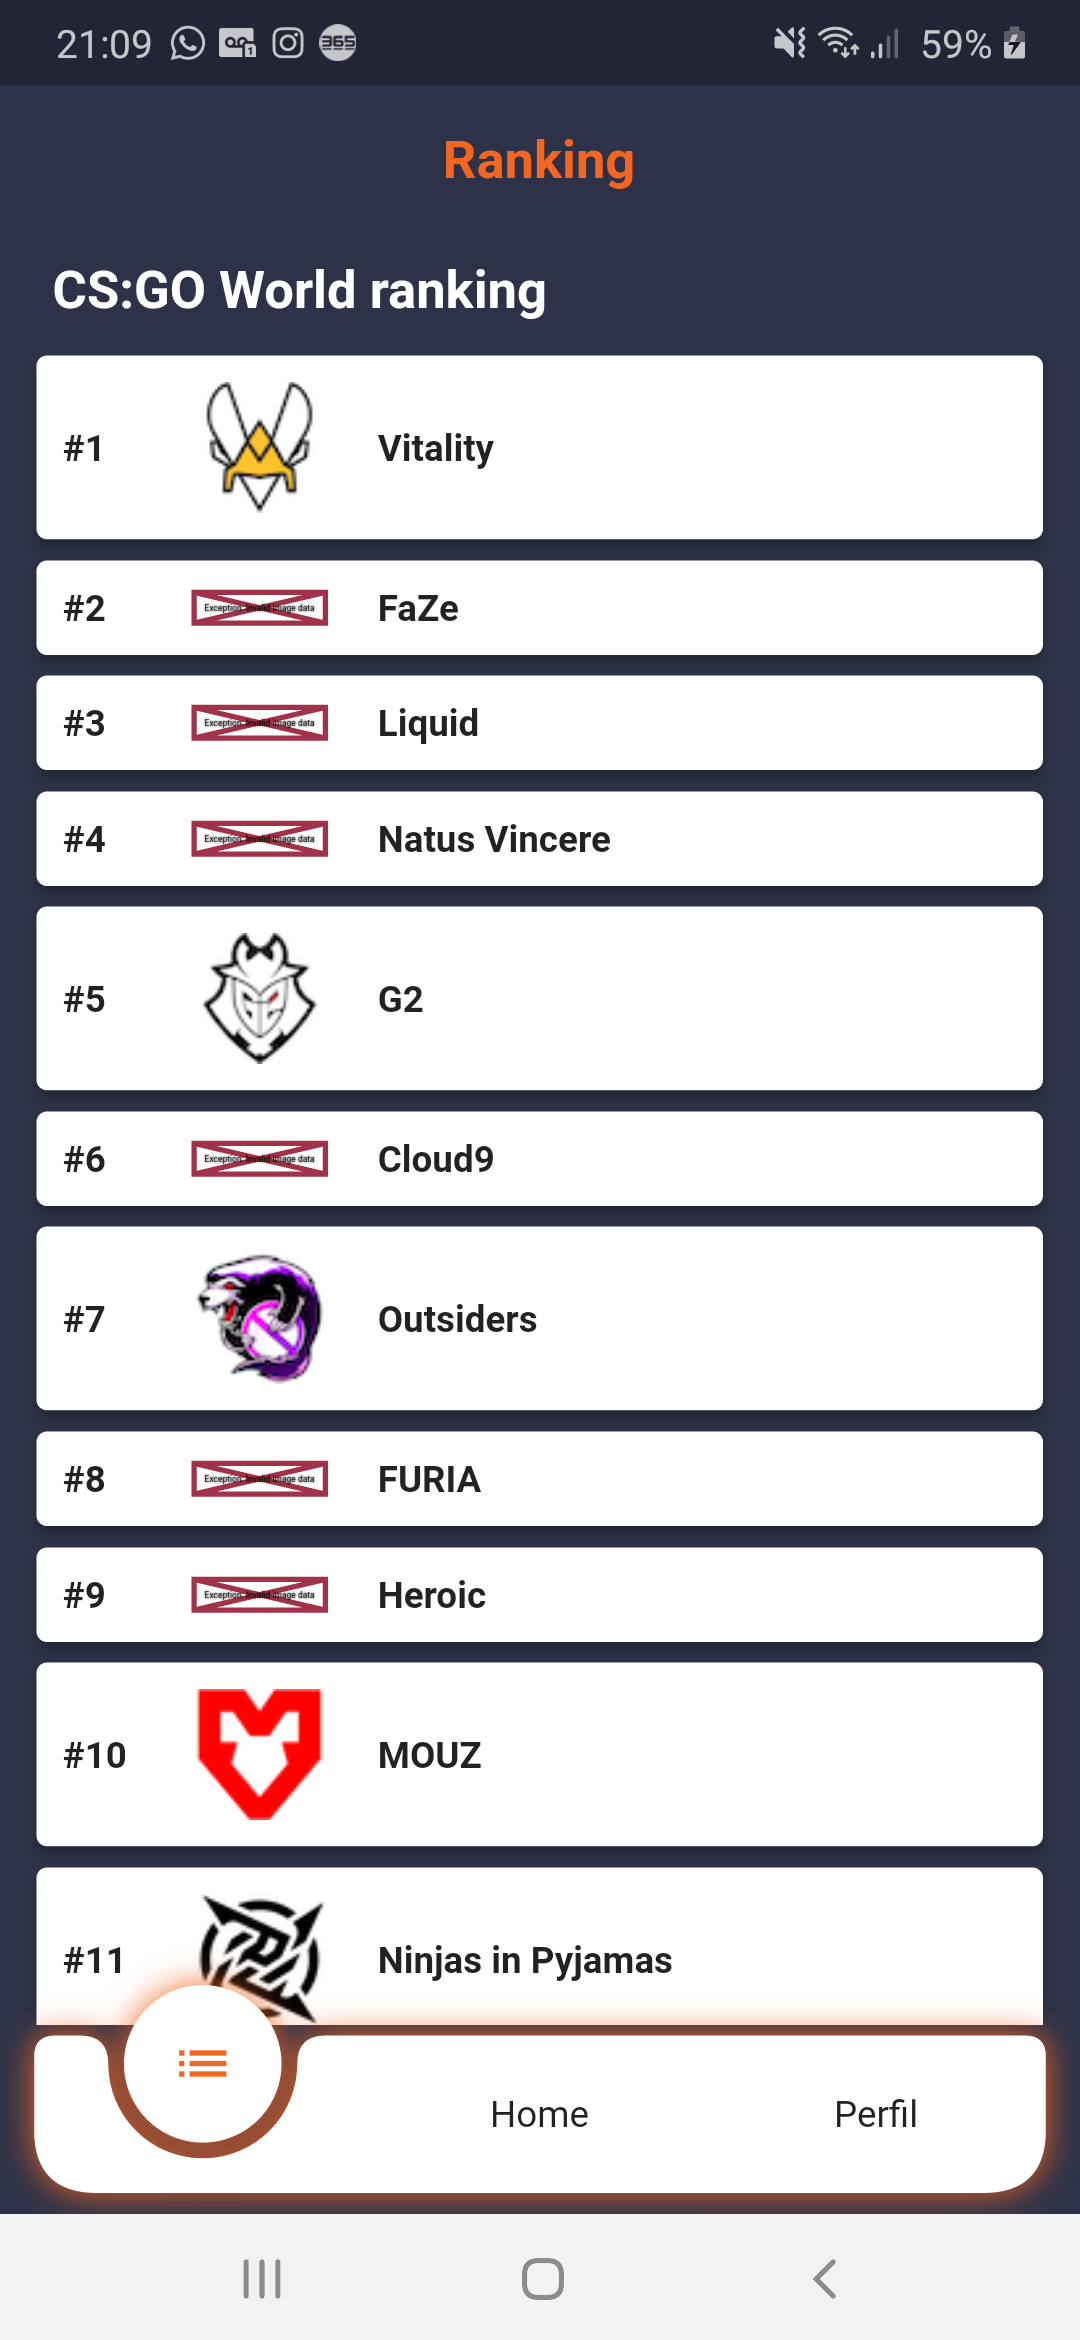 21:09 1 365 59%
Ranking
CS:GO World ranking
#1 Vitality
#2 Exception: Invalid image data FaZe
#3 Exception: Invalid image data Liquid
#4 Exception: Invalid image data Natus Vincere
#5 G2
#6 Exception: Invalid image data Cloud9
#7 Outsiders
#8 Exception: Invalid image data FURIA
#9 Exception: Invalid image data Heroic
#10 MOUZ
#11 Ninjas in Pyjamas
Home Perfil